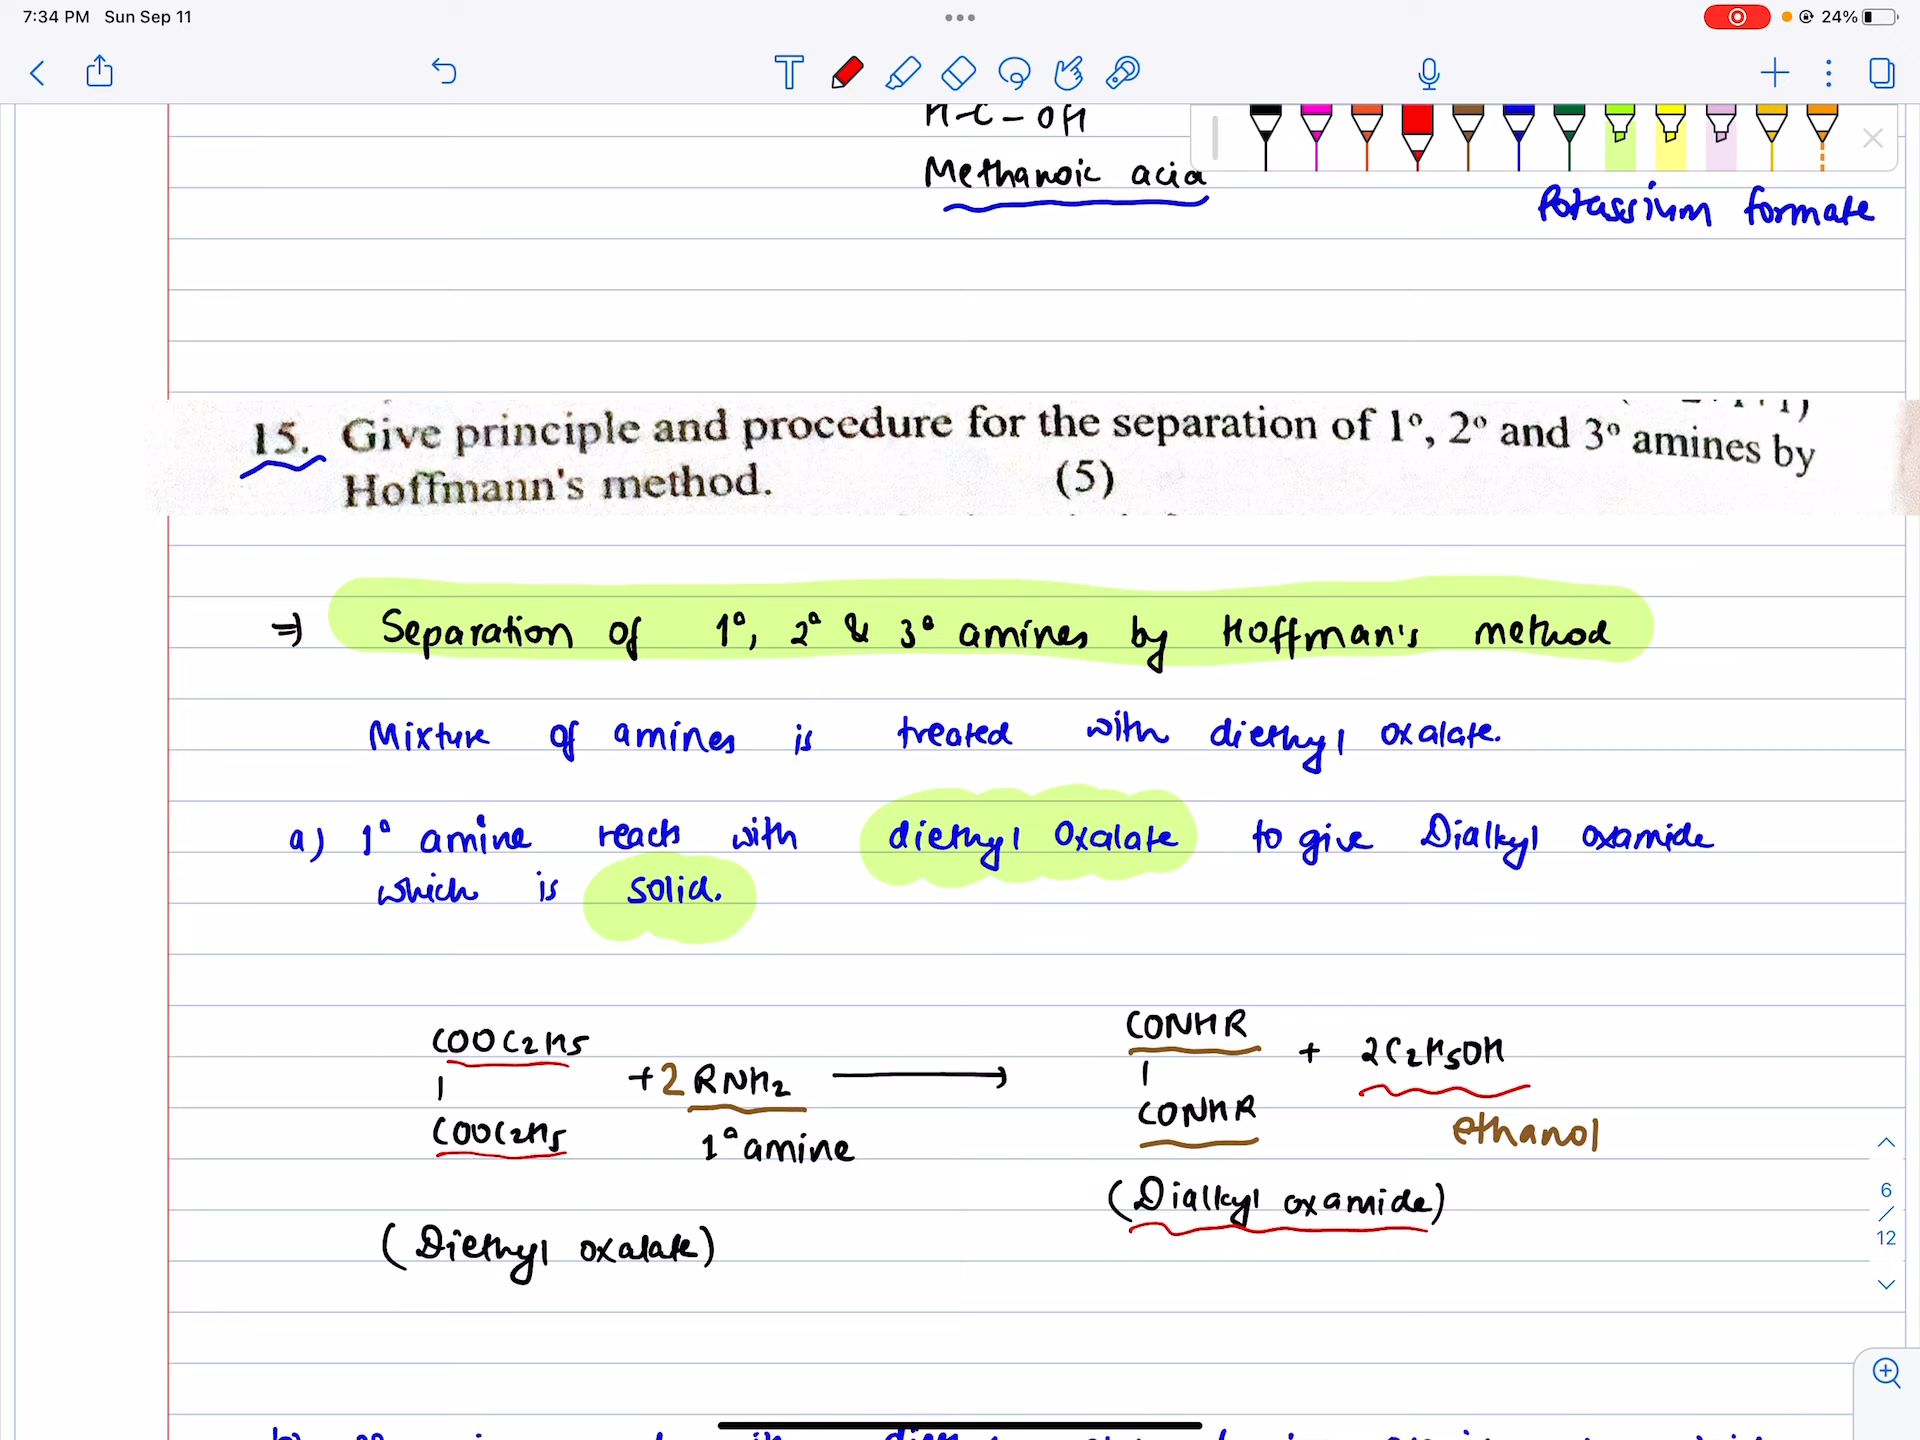 7:34 PM Sun Sep 11
24%
H-C-OH
Methanoic acid
Potassium formate
15. Give principle and procedure for the separation of 1°, 2° and 3° amines by
Hoffmann's method. (5)
⇒ Separation of 1°, 2° & 3° amines by Hoffman's method
Mixture of amines is treated with diethyl oxalate.
a) 1° amine reacts with diethyl oxalate to give Dialkyl oxamide
which is solid.
COOC2H5
|
COOC2H5
+ 2 RNH2 ⟶
1° amine
(Diethyl oxalate)
CONHR
|
CONHR
+ 2C2H5OH
ethanol
(Dialkyl oxamide)
6
/
12